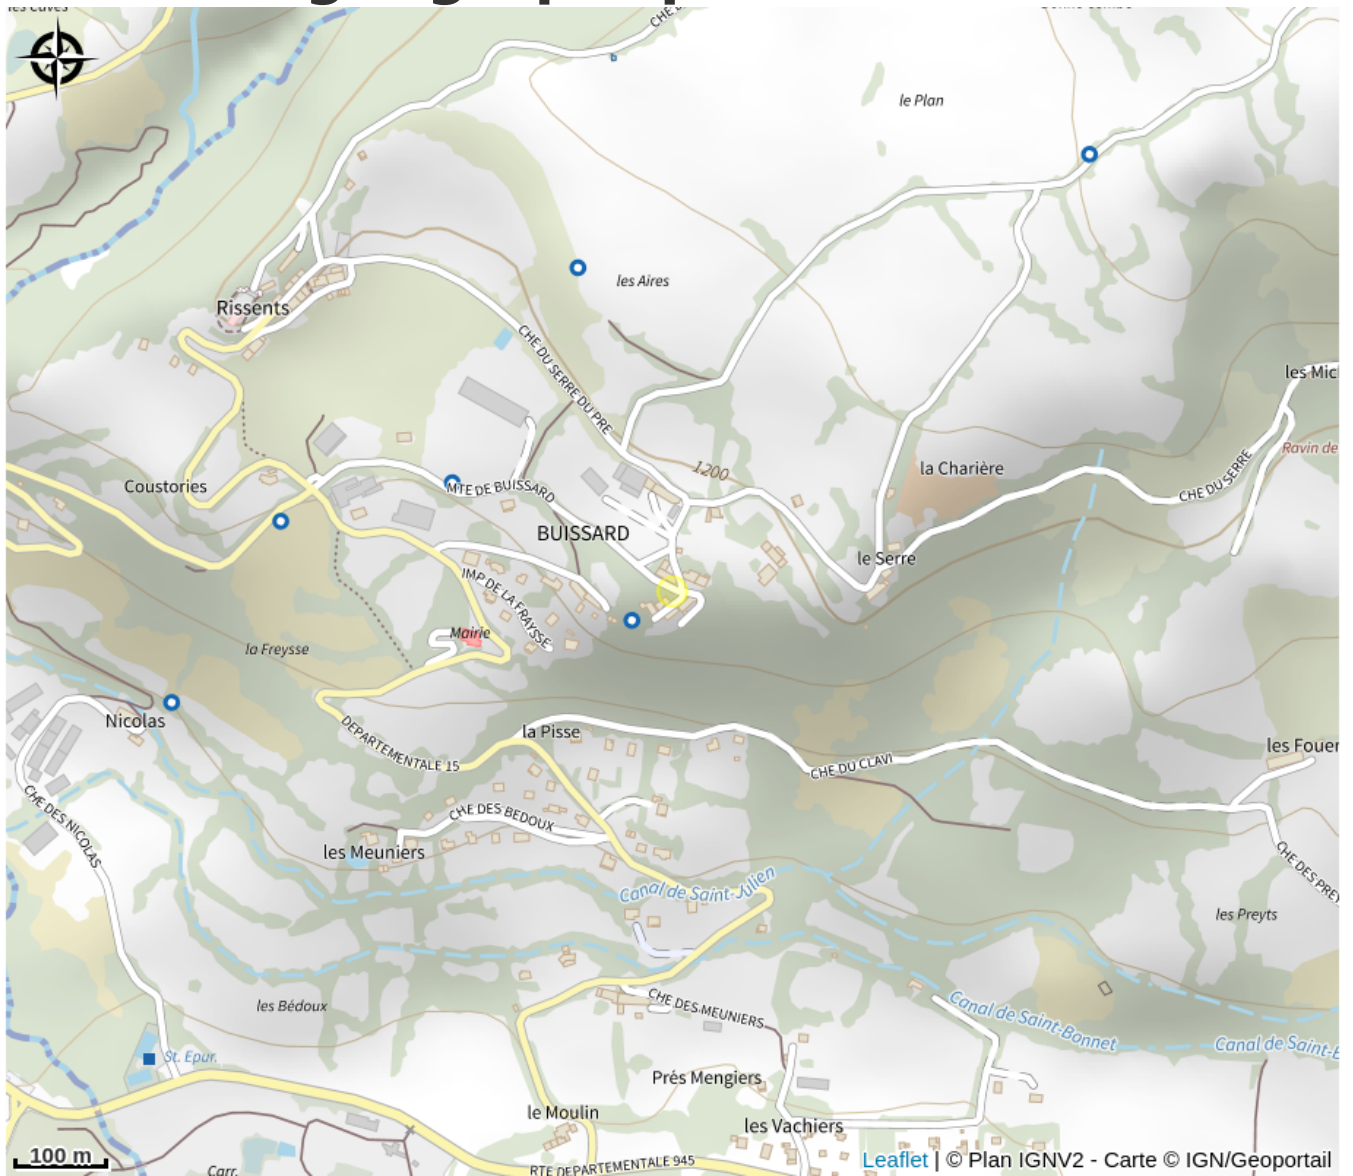 le Plan
les Aires
Rissents
CHE DU SERRE DU PRE
les Mic
Ravin de
1200
la Charière
CHE DU SERRE
Coustories
MTE DE BUISSARD
BUISSARD
le Serre
IMP DE LA FRAYSSE
Mairie
la Freysse
Nicolas
la Pisse
DEPARTEMENTALE 15
CHE DU CLAVI
les Fouer
CHE DES NICOLAS
CHE DES BEDOUX
les Meuniers
CHE DES PREY
Canal de Saint-Julien
les Preyts
les Bédoux
CHE DES MEUNIERS
Canal de Saint-Bonnet
Canal de Saint-B
St. Epur.
Prés Mengiers
le Moulin
les Vachiers
100 m
Carr.
RTE DEPARTEMENTALE 945
Leaflet | © Plan IGNV2 - Carte © IGN/Geoportail